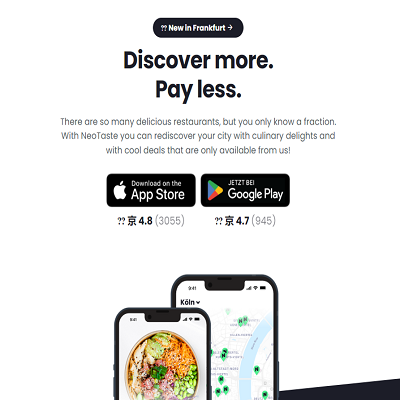 ?? New in Frankfurt →
Discover more.
Pay less.
There are so many delicious restaurants, but you only know a fraction.
With NeoTaste you can rediscover your city with culinary delights and
with cool deals that are only available from us!
Download on the
App Store
JETZT BEI
Google Play
?? 京 4.8 (3055)
?? 京 4.7 (945)
9:41
Köln
9:41